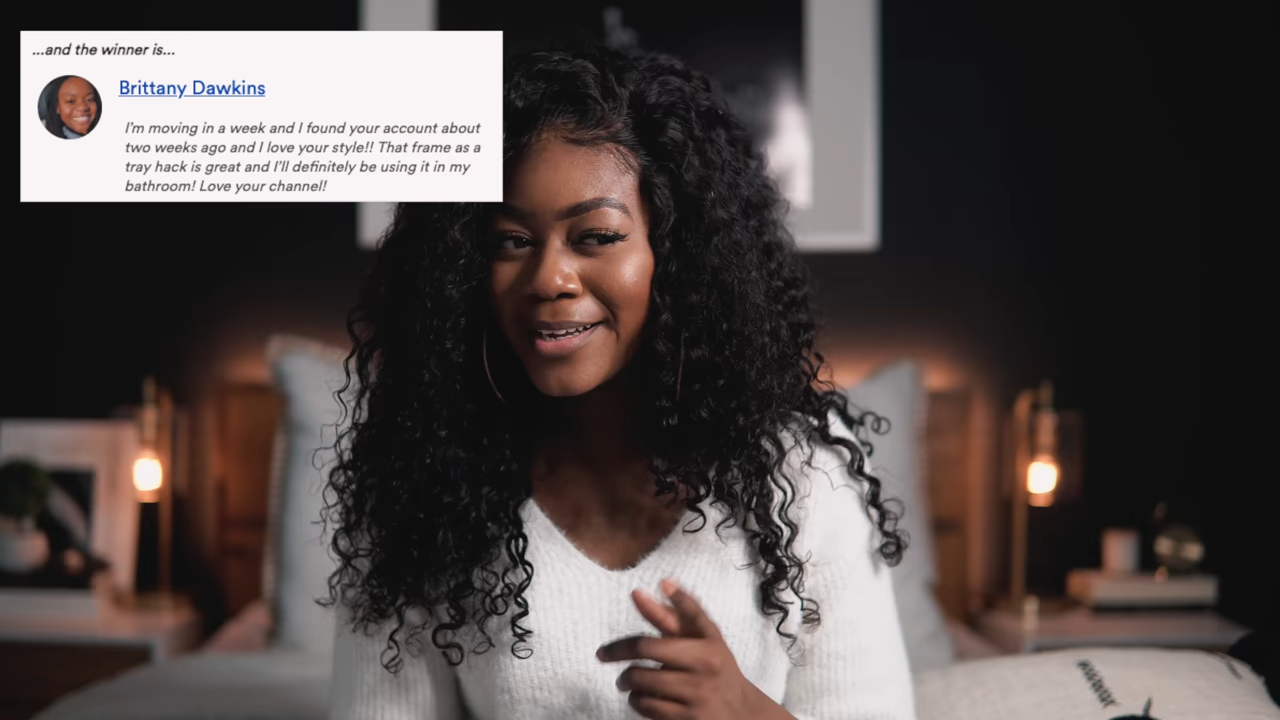 ...and the winner is...
Brittany Dawkins
I'm moving in a week and I found your account about
two weeks ago and I love your style!! That frame as a
tray hack is great and I'll definitely be using it in my
bathroom! Love your channel!